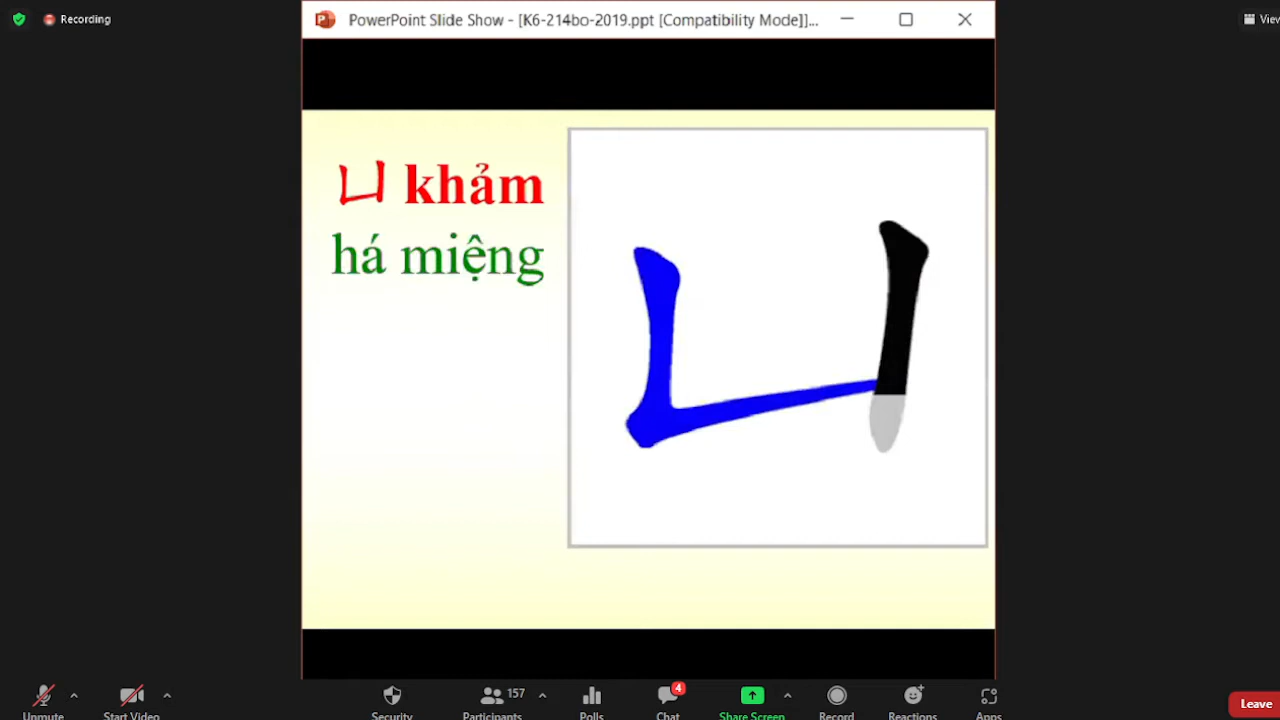 Recording
PowerPoint Slide Show - [K6-214bo-2019.ppt [Compatibility Mode]]...
View
凵 khảm
há miệng
Unmute
Start Video
Security
157
Participants
Polls
4
Chat
Share Screen
Record
Reactions
Apps
Leave